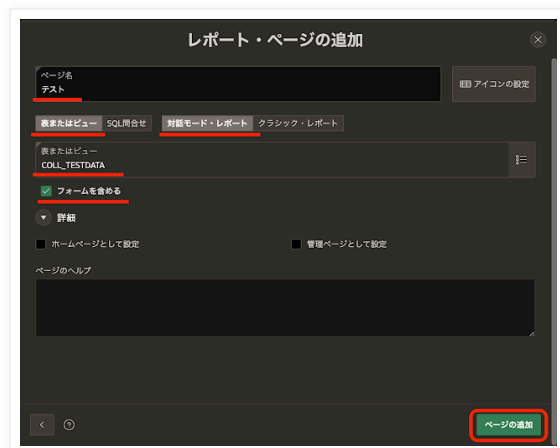 レポート・ページの追加
ページ名
テスト
アイコンの設定
表またはビュー SQL問合せ 対話モード・レポート クラシック・レポート
表またはビュー
COLL_TESTDATA
フォームを含める
詳細
ホームページとして設定 管理ページとして設定
ページのヘルプ
ページの追加